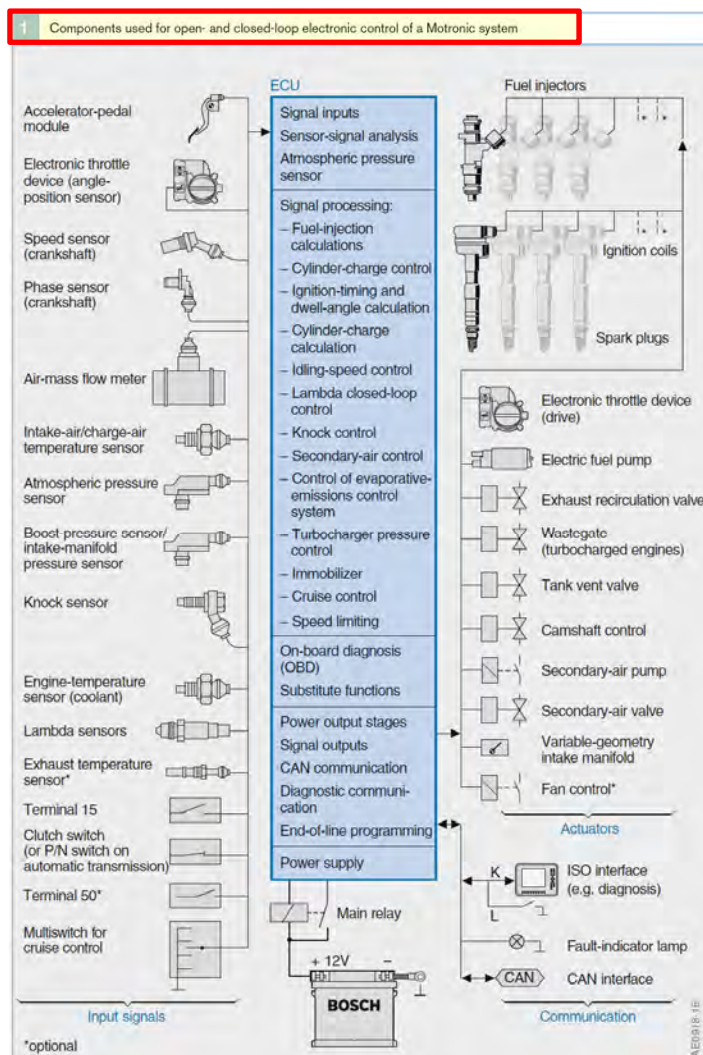 1 Components used for open- and closed-loop electronic control of a Motronic system
Accelerator-pedal
module
Electronic throttle
device (angle-
position sensor)
Speed sensor
(crankshaft)
Phase sensor
(crankshaft)
Air-mass flow meter
Intake-air/charge-air
temperature sensor
Atmospheric pressure
sensor
Boost pressure sensor/
intake-manifold
pressure sensor
Knock sensor
Engine-temperature
sensor (coolant)
Lambda sensors
Exhaust temperature
sensor*
Terminal 15
Clutch switch
(or P/N switch on
automatic transmission)
Terminal 50*
Multiswitch for
cruise control
Input signals
*optional
ECU
Signal inputs
Sensor-signal analysis
Atmospheric pressure
sensor
Signal processing:
– Fuel-injection
calculations
– Cylinder-charge control
– Ignition-timing and
dwell-angle calculation
– Cylinder-charge
calculation
– Idling-speed control
– Lambda closed-loop
control
– Knock control
– Secondary-air control
– Control of evaporative-
emissions control
system
– Turbocharger pressure
control
– Immobilizer
– Cruise control
– Speed limiting
On-board diagnosis
(OBD)
Substitute functions
Power output stages
Signal outputs
CAN communication
Diagnostic communi-
cation
End-of-line programming
Power supply
Main relay
+ 12V –
BOSCH
Fuel injectors
* *
* *
Ignition coils
Spark plugs
Electronic throttle device
(drive)
Electric fuel pump
Exhaust recirculation valve
Wastegate
(turbocharged engines)
Tank vent valve
Camshaft control
Secondary-air pump
Secondary-air valve
Variable-geometry
intake manifold
Fan control*
Actuators
K
L
ISO interface
(e.g. diagnosis)
Fault-indicator lamp
CAN
CAN interface
Communication
AE0918-1E